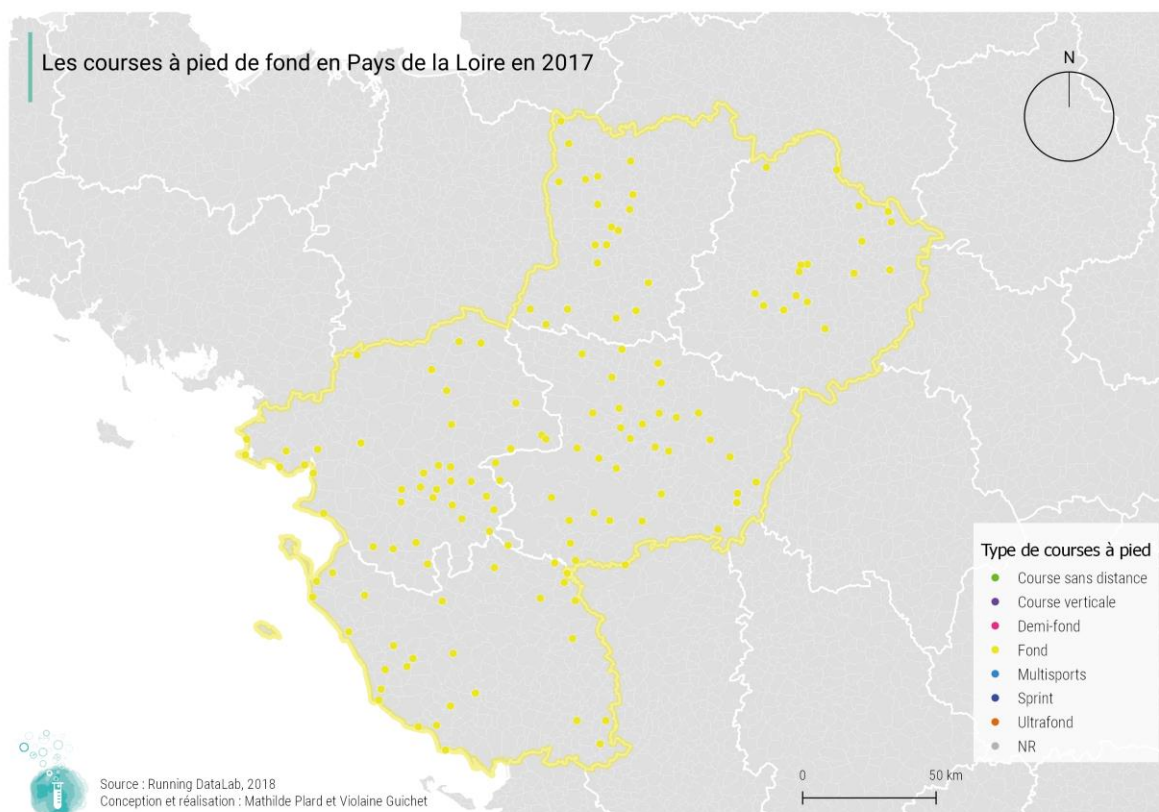 Les courses à pied de fond en Pays de la Loire en 2017
N
Type de courses à pied
Course sans distance
Course verticale
Demi-fond
Fond
Multisports
Sprint
Ultrafond
NR
0 50 km
Source : Running DataLab, 2018
Conception et réalisation : Mathilde Plard et Violaine Guichet